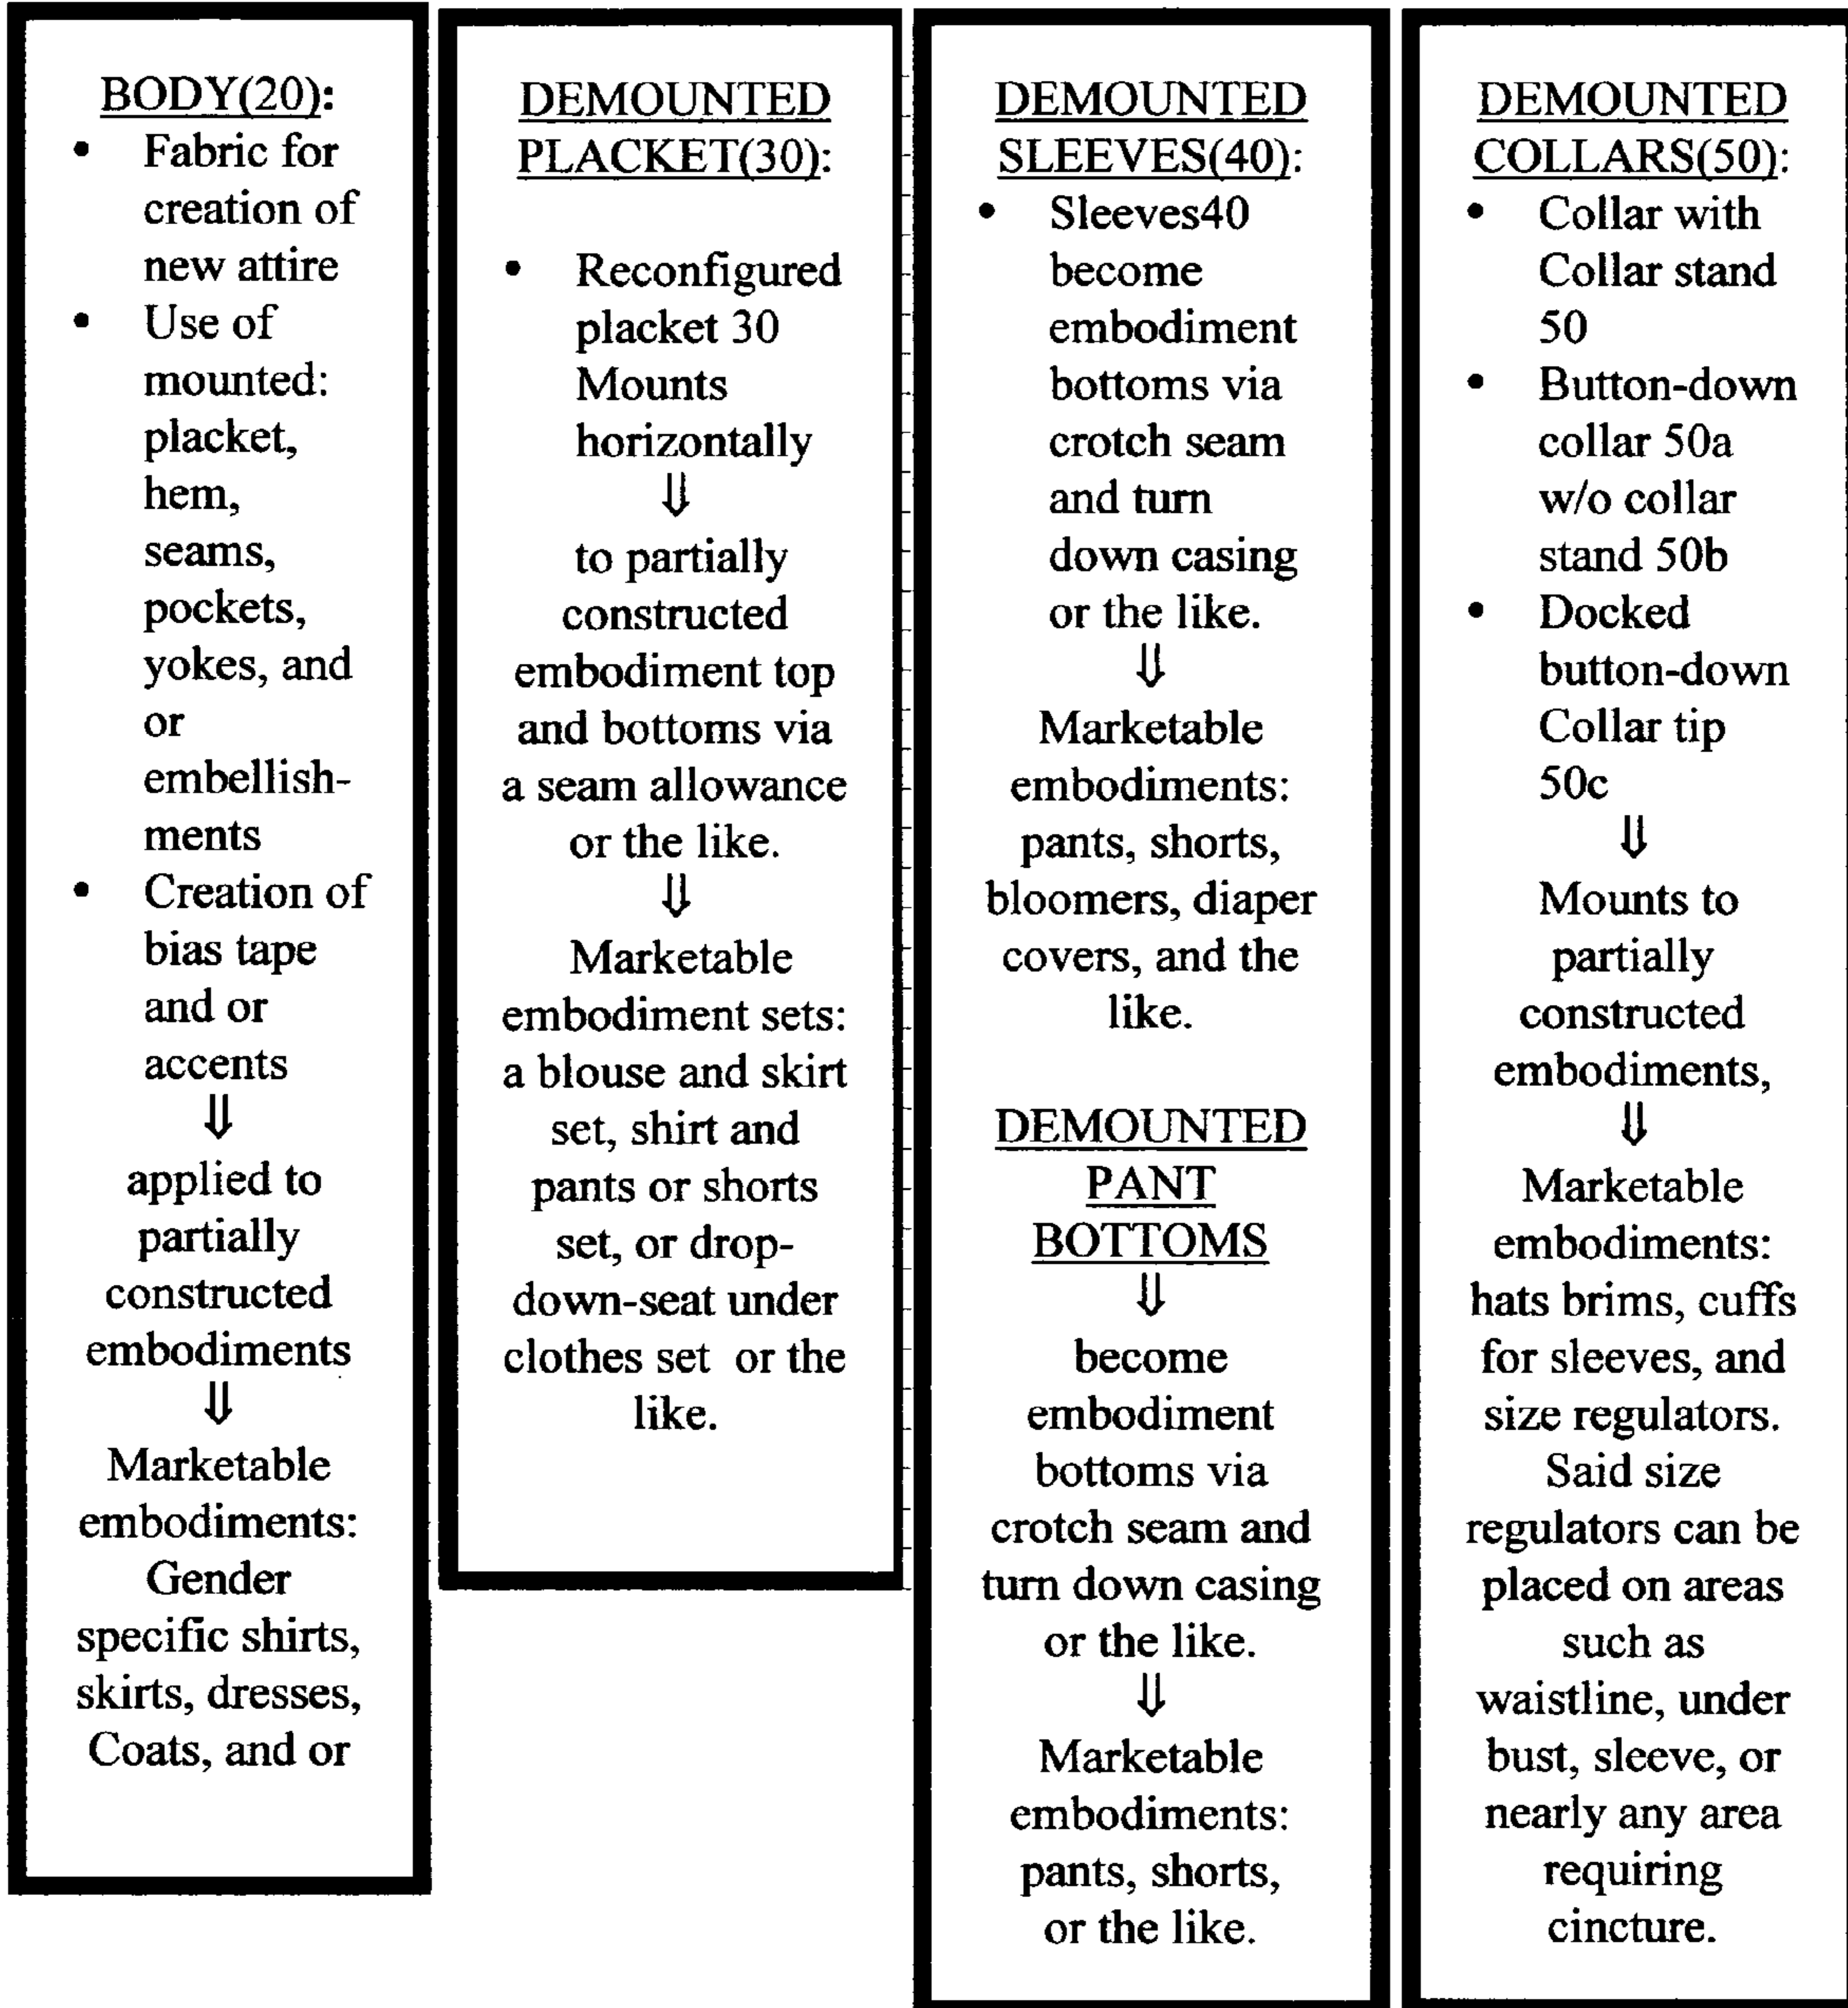 BODY(20):
• Fabric for
creation of
new attire
• Use of
mounted:
placket,
hem,
seams,
pockets,
yokes, and
or
embellish-
ments
• Creation of
bias tape
and or
accents
⇓
applied to
partially
constructed
embodiments
⇓
Marketable
embodiments:
Gender
specific shirts,
skirts, dresses,
Coats, and or
DEMOUNTED
PLACKET(30):
• Reconfigured
placket 30
Mounts
horizontally
⇓
to partially
constructed
embodiment top
and bottoms via
a seam allowance
or the like.
⇓
Marketable
embodiment sets:
a blouse and skirt
set, shirt and
pants or shorts
set, or drop-
down-seat under
clothes set or the
like.
DEMOUNTED
SLEEVES(40):
• Sleeves40
become
embodiment
bottoms via
crotch seam
and turn
down casing
or the like.
⇓
Marketable
embodiments:
pants, shorts,
bloomers, diaper
covers, and the
like.
DEMOUNTED
PANT
BOTTOMS
⇓
become
embodiment
bottoms via
crotch seam and
turn down casing
or the like.
⇓
Marketable
embodiments:
pants, shorts,
or the like.
DEMOUNTED
COLLARS(50):
• Collar with
Collar stand
50
• Button-down
collar 50a
w/o collar
stand 50b
• Docked
button-down
Collar tip
50c
⇓
Mounts to
partially
constructed
embodiments,
⇓
Marketable
embodiments:
hats brims, cuffs
for sleeves, and
size regulators.
Said size
regulators can be
placed on areas
such as
waistline, under
bust, sleeve, or
nearly any area
requiring
cincture.